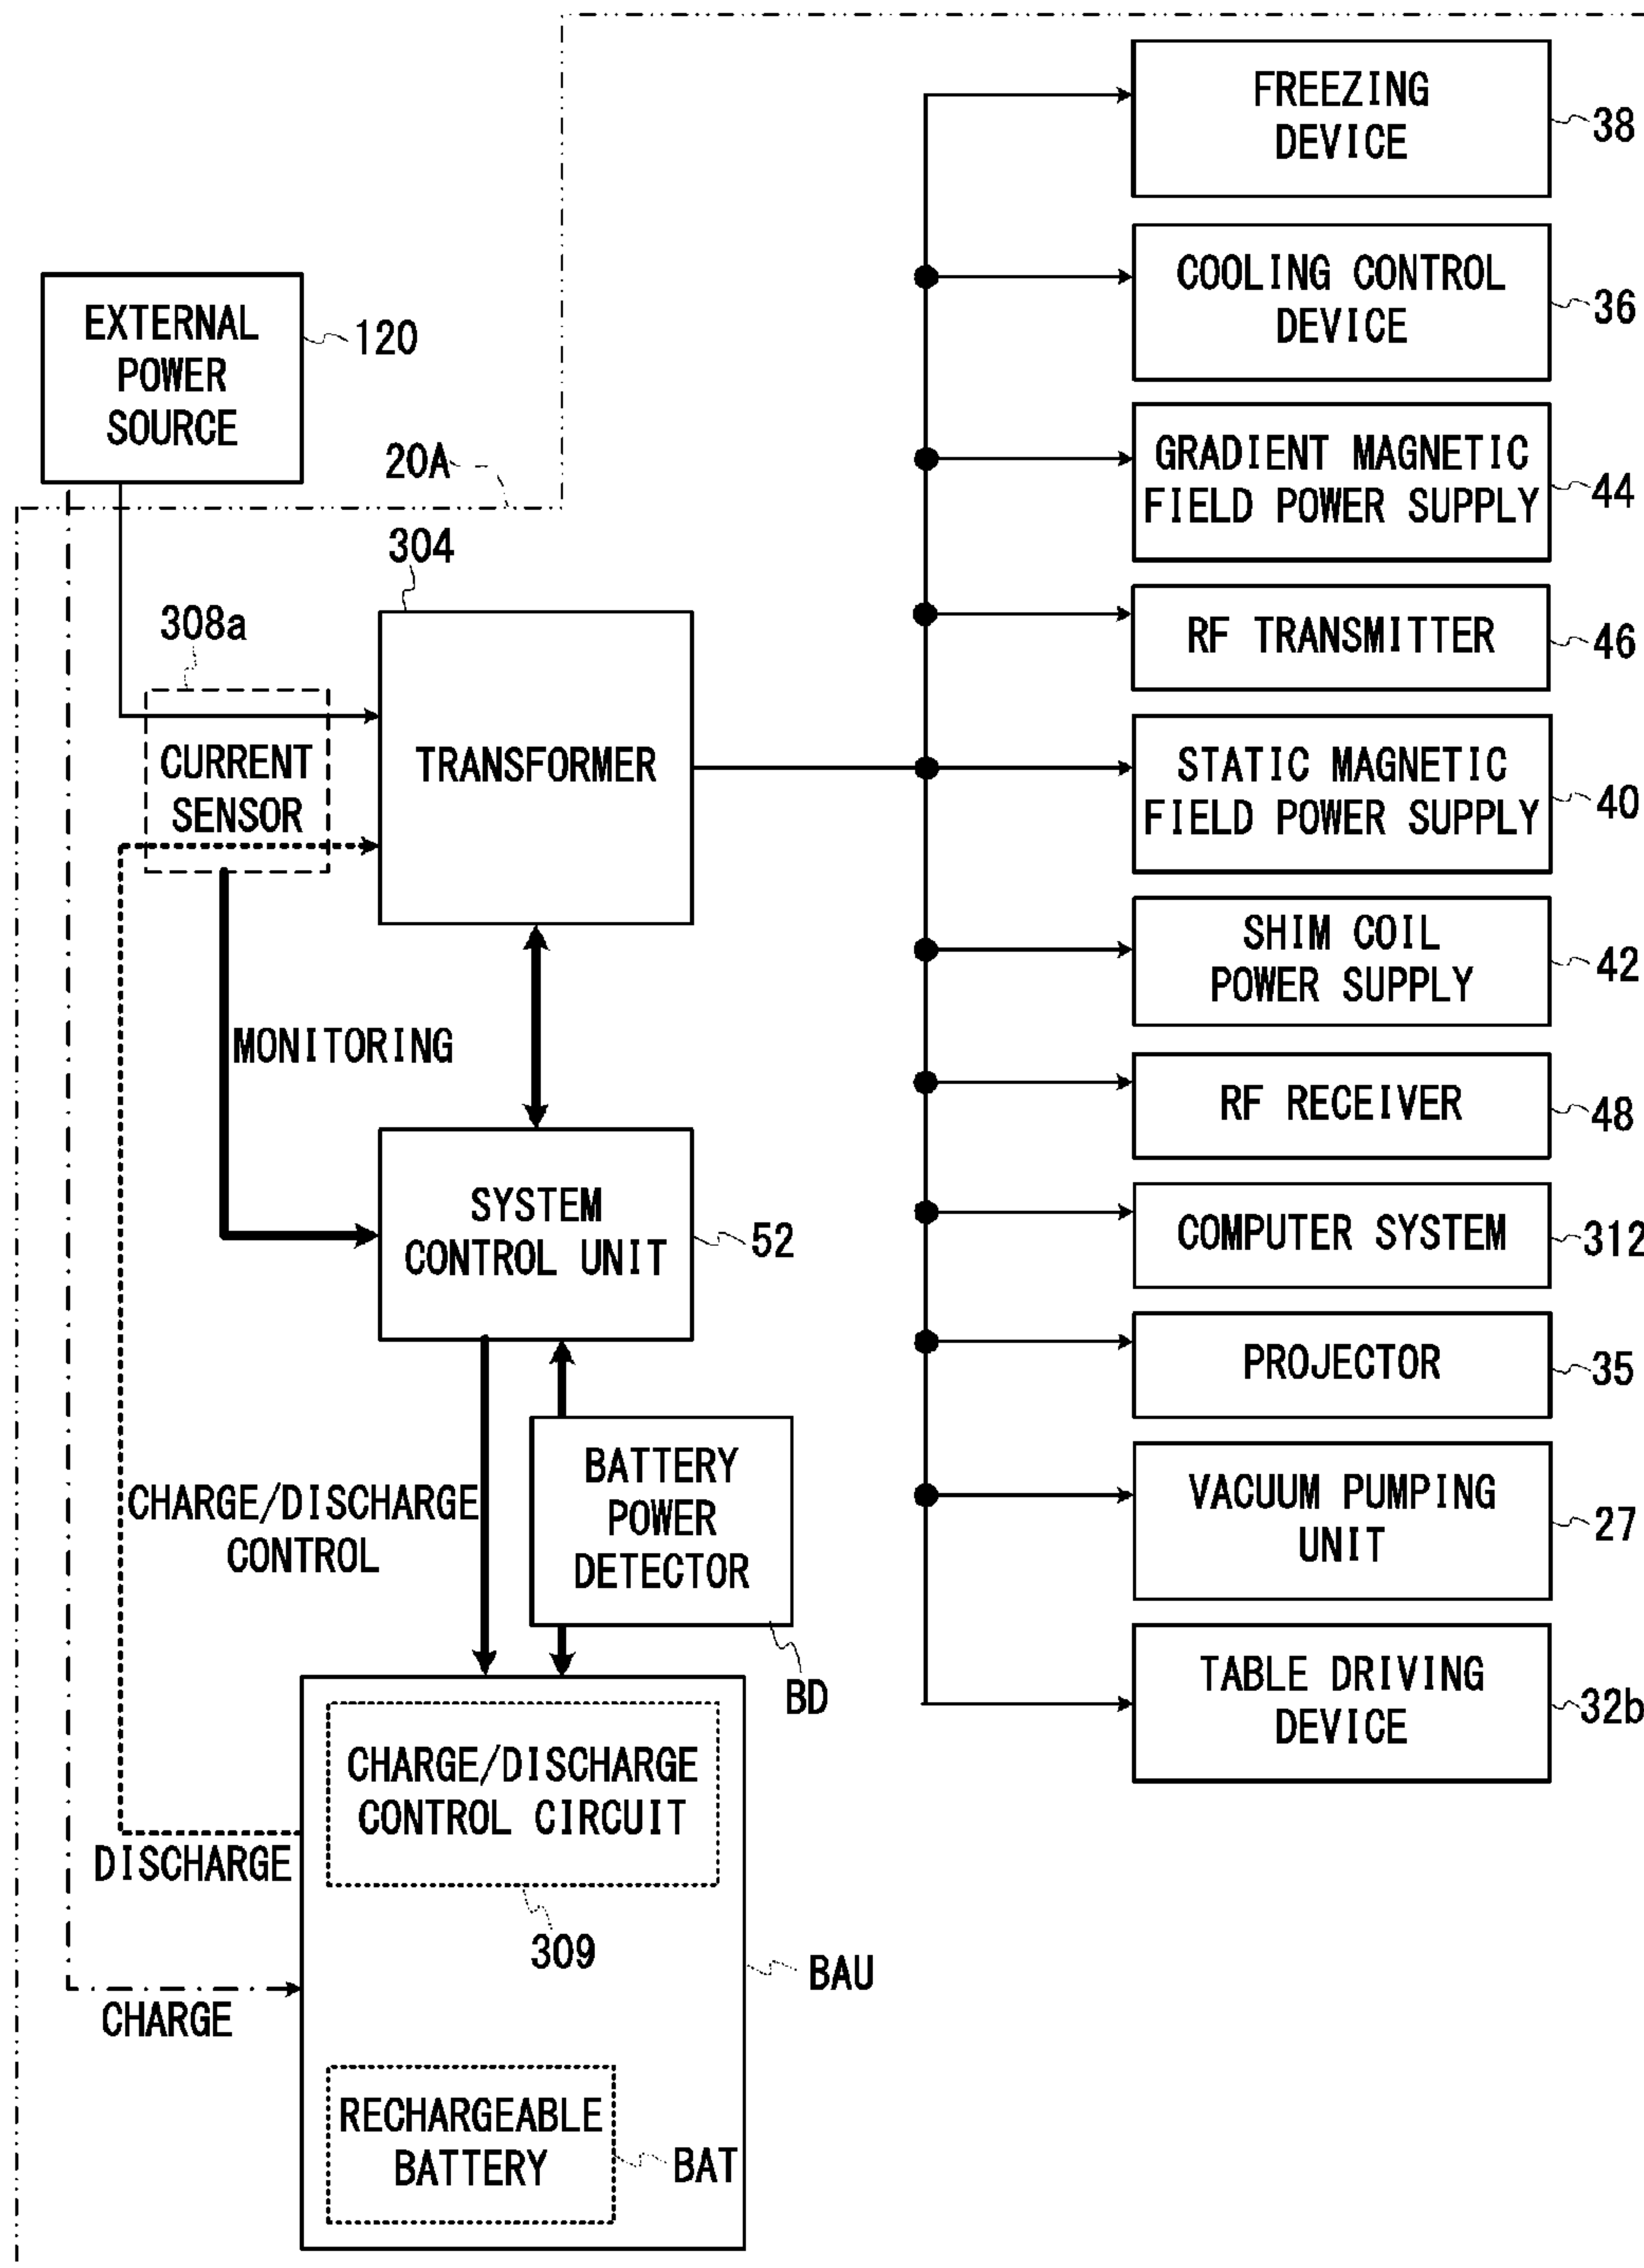 EXTERNAL
POWER
SOURCE
120
20A
304
308a
CURRENT
SENSOR
TRANSFORMER
MONITORING
SYSTEM
CONTROL UNIT
52
CHARGE/DISCHARGE
CONTROL
BATTERY
POWER
DETECTOR
BD
CHARGE/DISCHARGE
CONTROL CIRCUIT
309
DISCHARGE
CHARGE
BAU
RECHARGEABLE
BATTERY
BAT
FREEZING
DEVICE
38
COOLING CONTROL
DEVICE
36
GRADIENT MAGNETIC
FIELD POWER SUPPLY
44
RF TRANSMITTER
46
STATIC MAGNETIC
FIELD POWER SUPPLY
40
SHIM COIL
POWER SUPPLY
42
RF RECEIVER
48
COMPUTER SYSTEM
312
PROJECTOR
35
VACUUM PUMPING
UNIT
27
TABLE DRIVING
DEVICE
32b